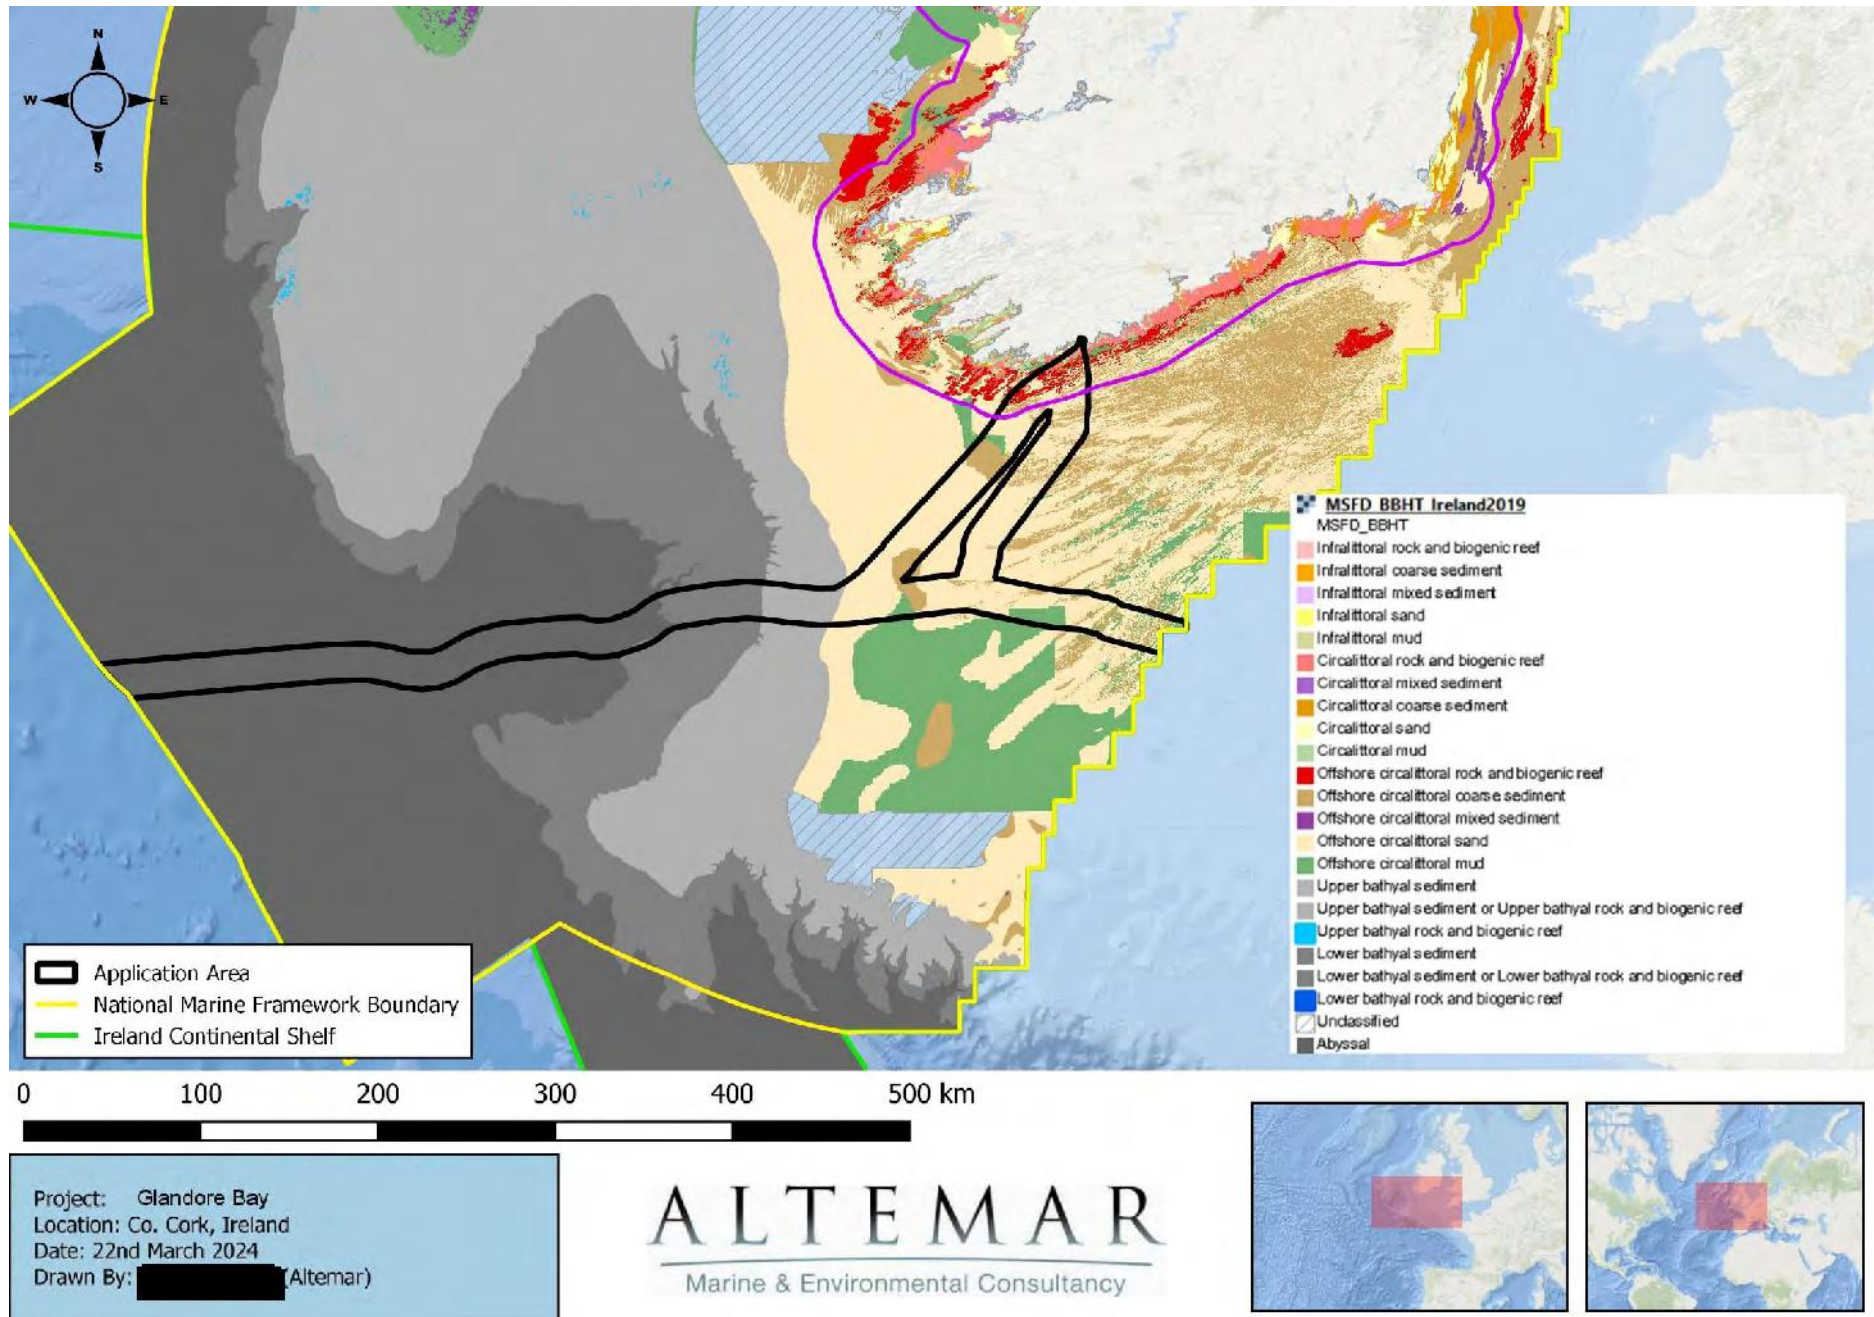 N
W
E
S
MSFD_BBHT_Ireland2019
MSFD_BBHT
Infralittoral rock and biogenic reef
Infralittoral coarse sediment
Infralittoral mixed sediment
Infralittoral sand
Infralittoral mud
Circalittoral rock and biogenic reef
Circalittoral mixed sediment
Circalittoral coarse sediment
Circalittoral sand
Circalittoral mud
Offshore circalittoral rock and biogenic reef
Offshore circalittoral coarse sediment
Offshore circalittoral mixed sediment
Offshore circalittoral sand
Offshore circalittoral mud
Upper bathyal sediment
Upper bathyal sediment or Upper bathyal rock and biogenic reef
Upper bathyal rock and biogenic reef
Lower bathyal sediment
Lower bathyal sediment or Lower bathyal rock and biogenic reef
Lower bathyal rock and biogenic reef
Unclassified
Abyssal
Application Area
National Marine Framework Boundary
Ireland Continental Shelf
0 100 200 300 400 500 km
Project: Glandore Bay
Location: Co. Cork, Ireland
Date: 22nd March 2024
Drawn By: (Altemar)
ALTEMAR
Marine & Environmental Consultancy